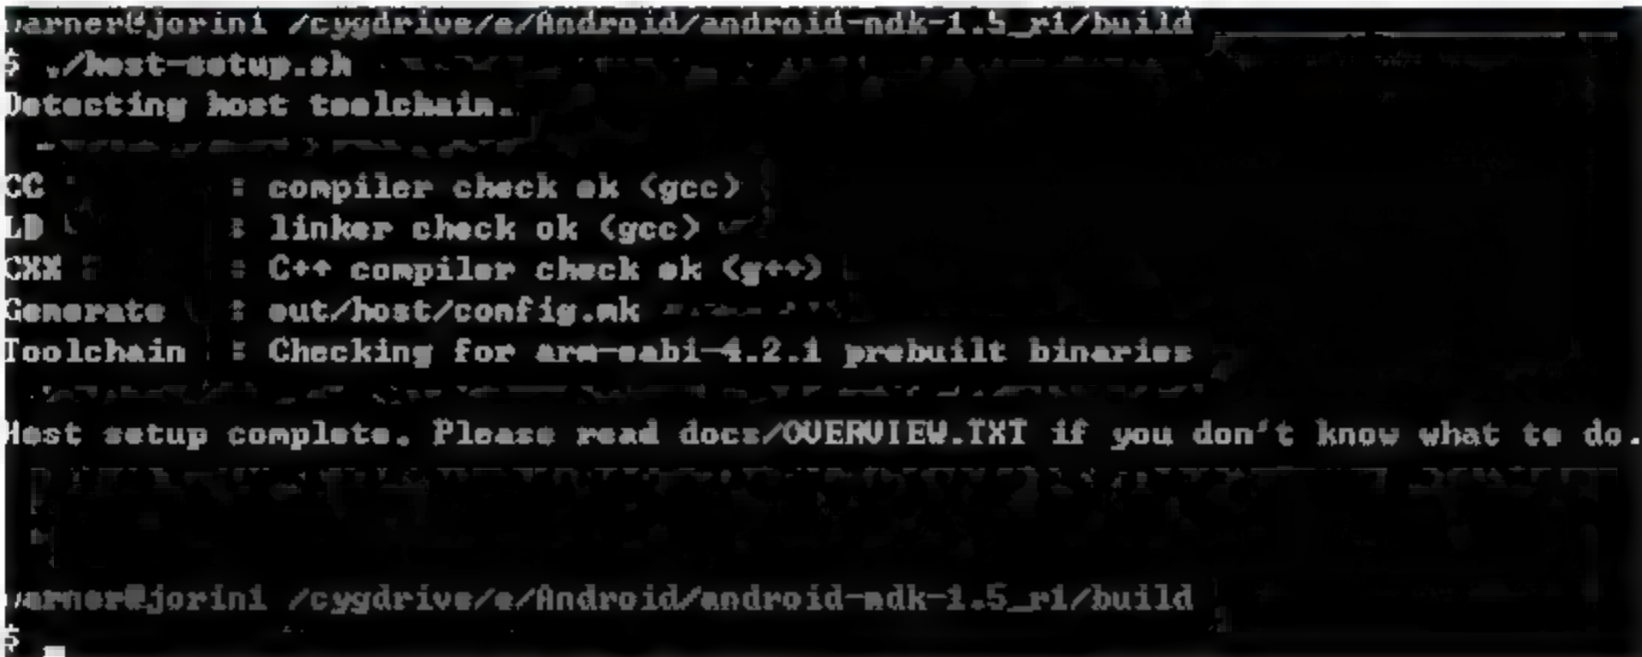 varner@jorin1 /cygdrive/e/Android/android-ndk-1.5_r1/build
$ ./host-setup.sh
Detecting host toolchain.
CC : compiler check ok (gcc)
LD : linker check ok (gcc)
CXX : C++ compiler check ok (g++)
Generate : out/host/config.mk
Toolchain : Checking for arm-eabi-4.2.1 prebuilt binaries
Host setup complete. Please read docs/OVERVIEW.TXT if you don't know what to do.
varner@jorin1 /cygdrive/e/Android/android-ndk-1.5_r1/build
$